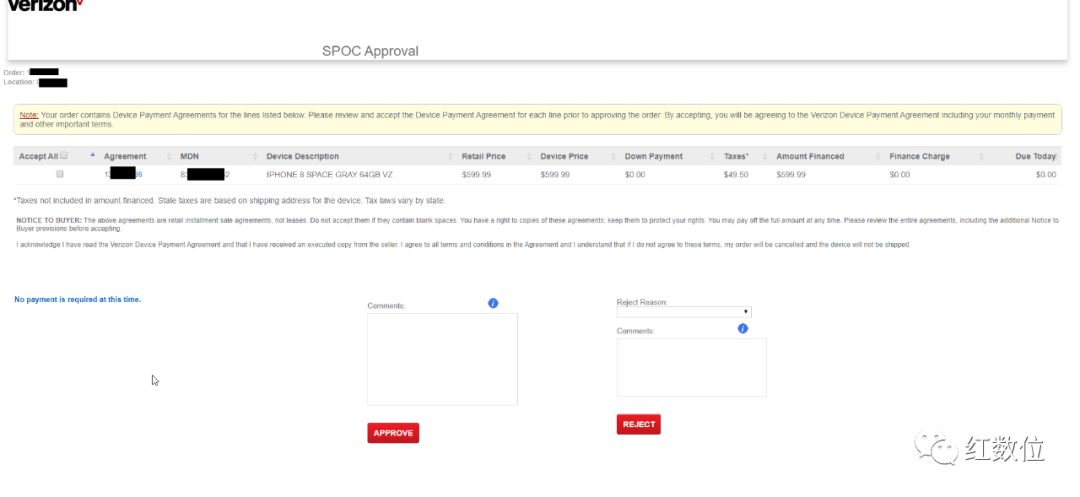 verizon
SPOC Approval
Order: 1
Location:
Note: Your order contains Device Payment Agreements for the lines listed below. Please review and accept the Device Payment Agreement for each line prior to approving the order. By accepting, you will be agreeing to the Verizon Device Payment Agreement including your monthly payment
and other important terms.
Accept All Agreement MDN Device Description Retail Price Device Price Down Payment Taxes* Amount Financed Finance Charge Due Today
IPHONE 8 SPACE GRAY 64GB VZ $599.99 $599.99 $0.00 $49.50 $599.99 $0.00 $0.00
*Taxes not included in amount financed. State taxes are based on shipping address for the device. Tax laws vary by state.
NOTICE TO BUYER: The above agreements are retail installment sale agreements, not leases. Do not accept them if they contain blank spaces. You have a right to copies of these agreements; keep them to protect your rights. You may pay off the full amount at any time. Please review the entire agreements, including the additional Notice to
Buyer provisions before accepting.
I acknowledge I have read the Verizon Device Payment Agreement and that I have received an executed copy from the seller. I agree to all terms and conditions in the Agreement and I understand that if I do not agree to these terms, my order will be cancelled and the device will not be shipped.
No payment is required at this time.
Comments:
Reject Reason:
Comments:
APPROVE
REJECT
红数位